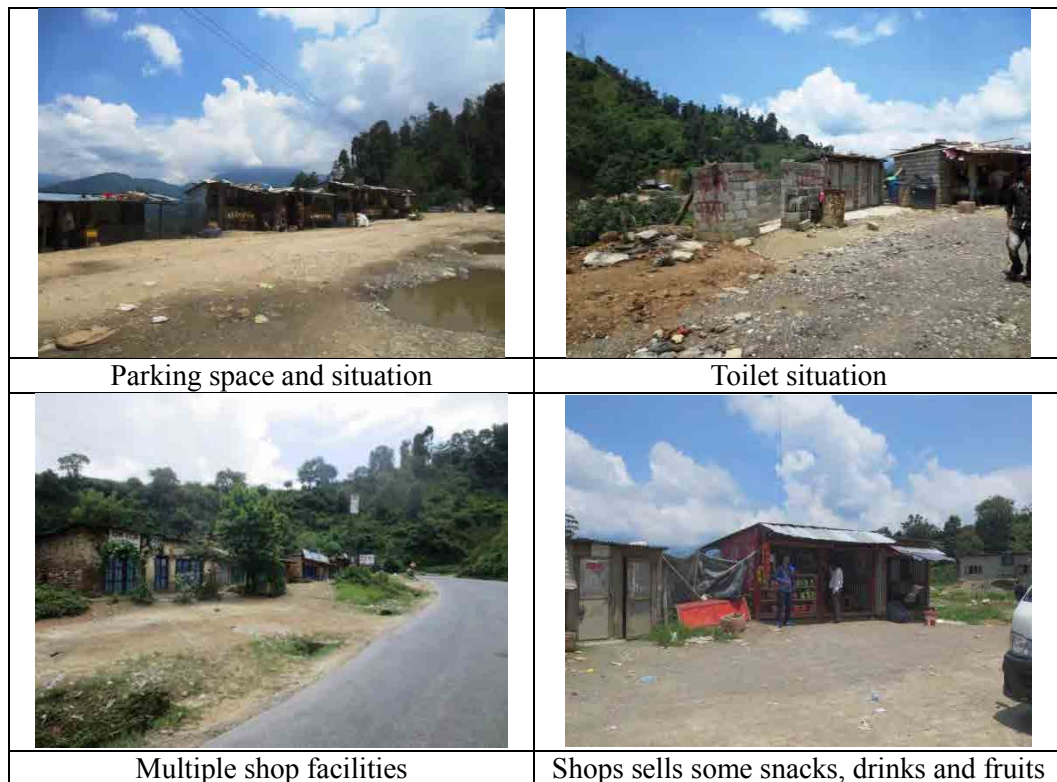 Parking space and situation
Toilet situation
Multiple shop facilities
Shops sells some snacks, drinks and fruits